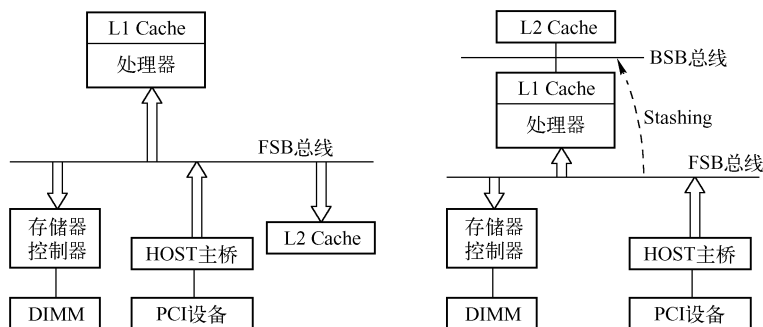 L1 Cache
处理器
FSB总线
存储器
控制器
HOST主桥
L2 Cache
DIMM
PCI设备
L2 Cache
BSB总线
L1 Cache
处理器
Stashing
FSB总线
存储器
控制器
HOST主桥
DIMM
PCI设备